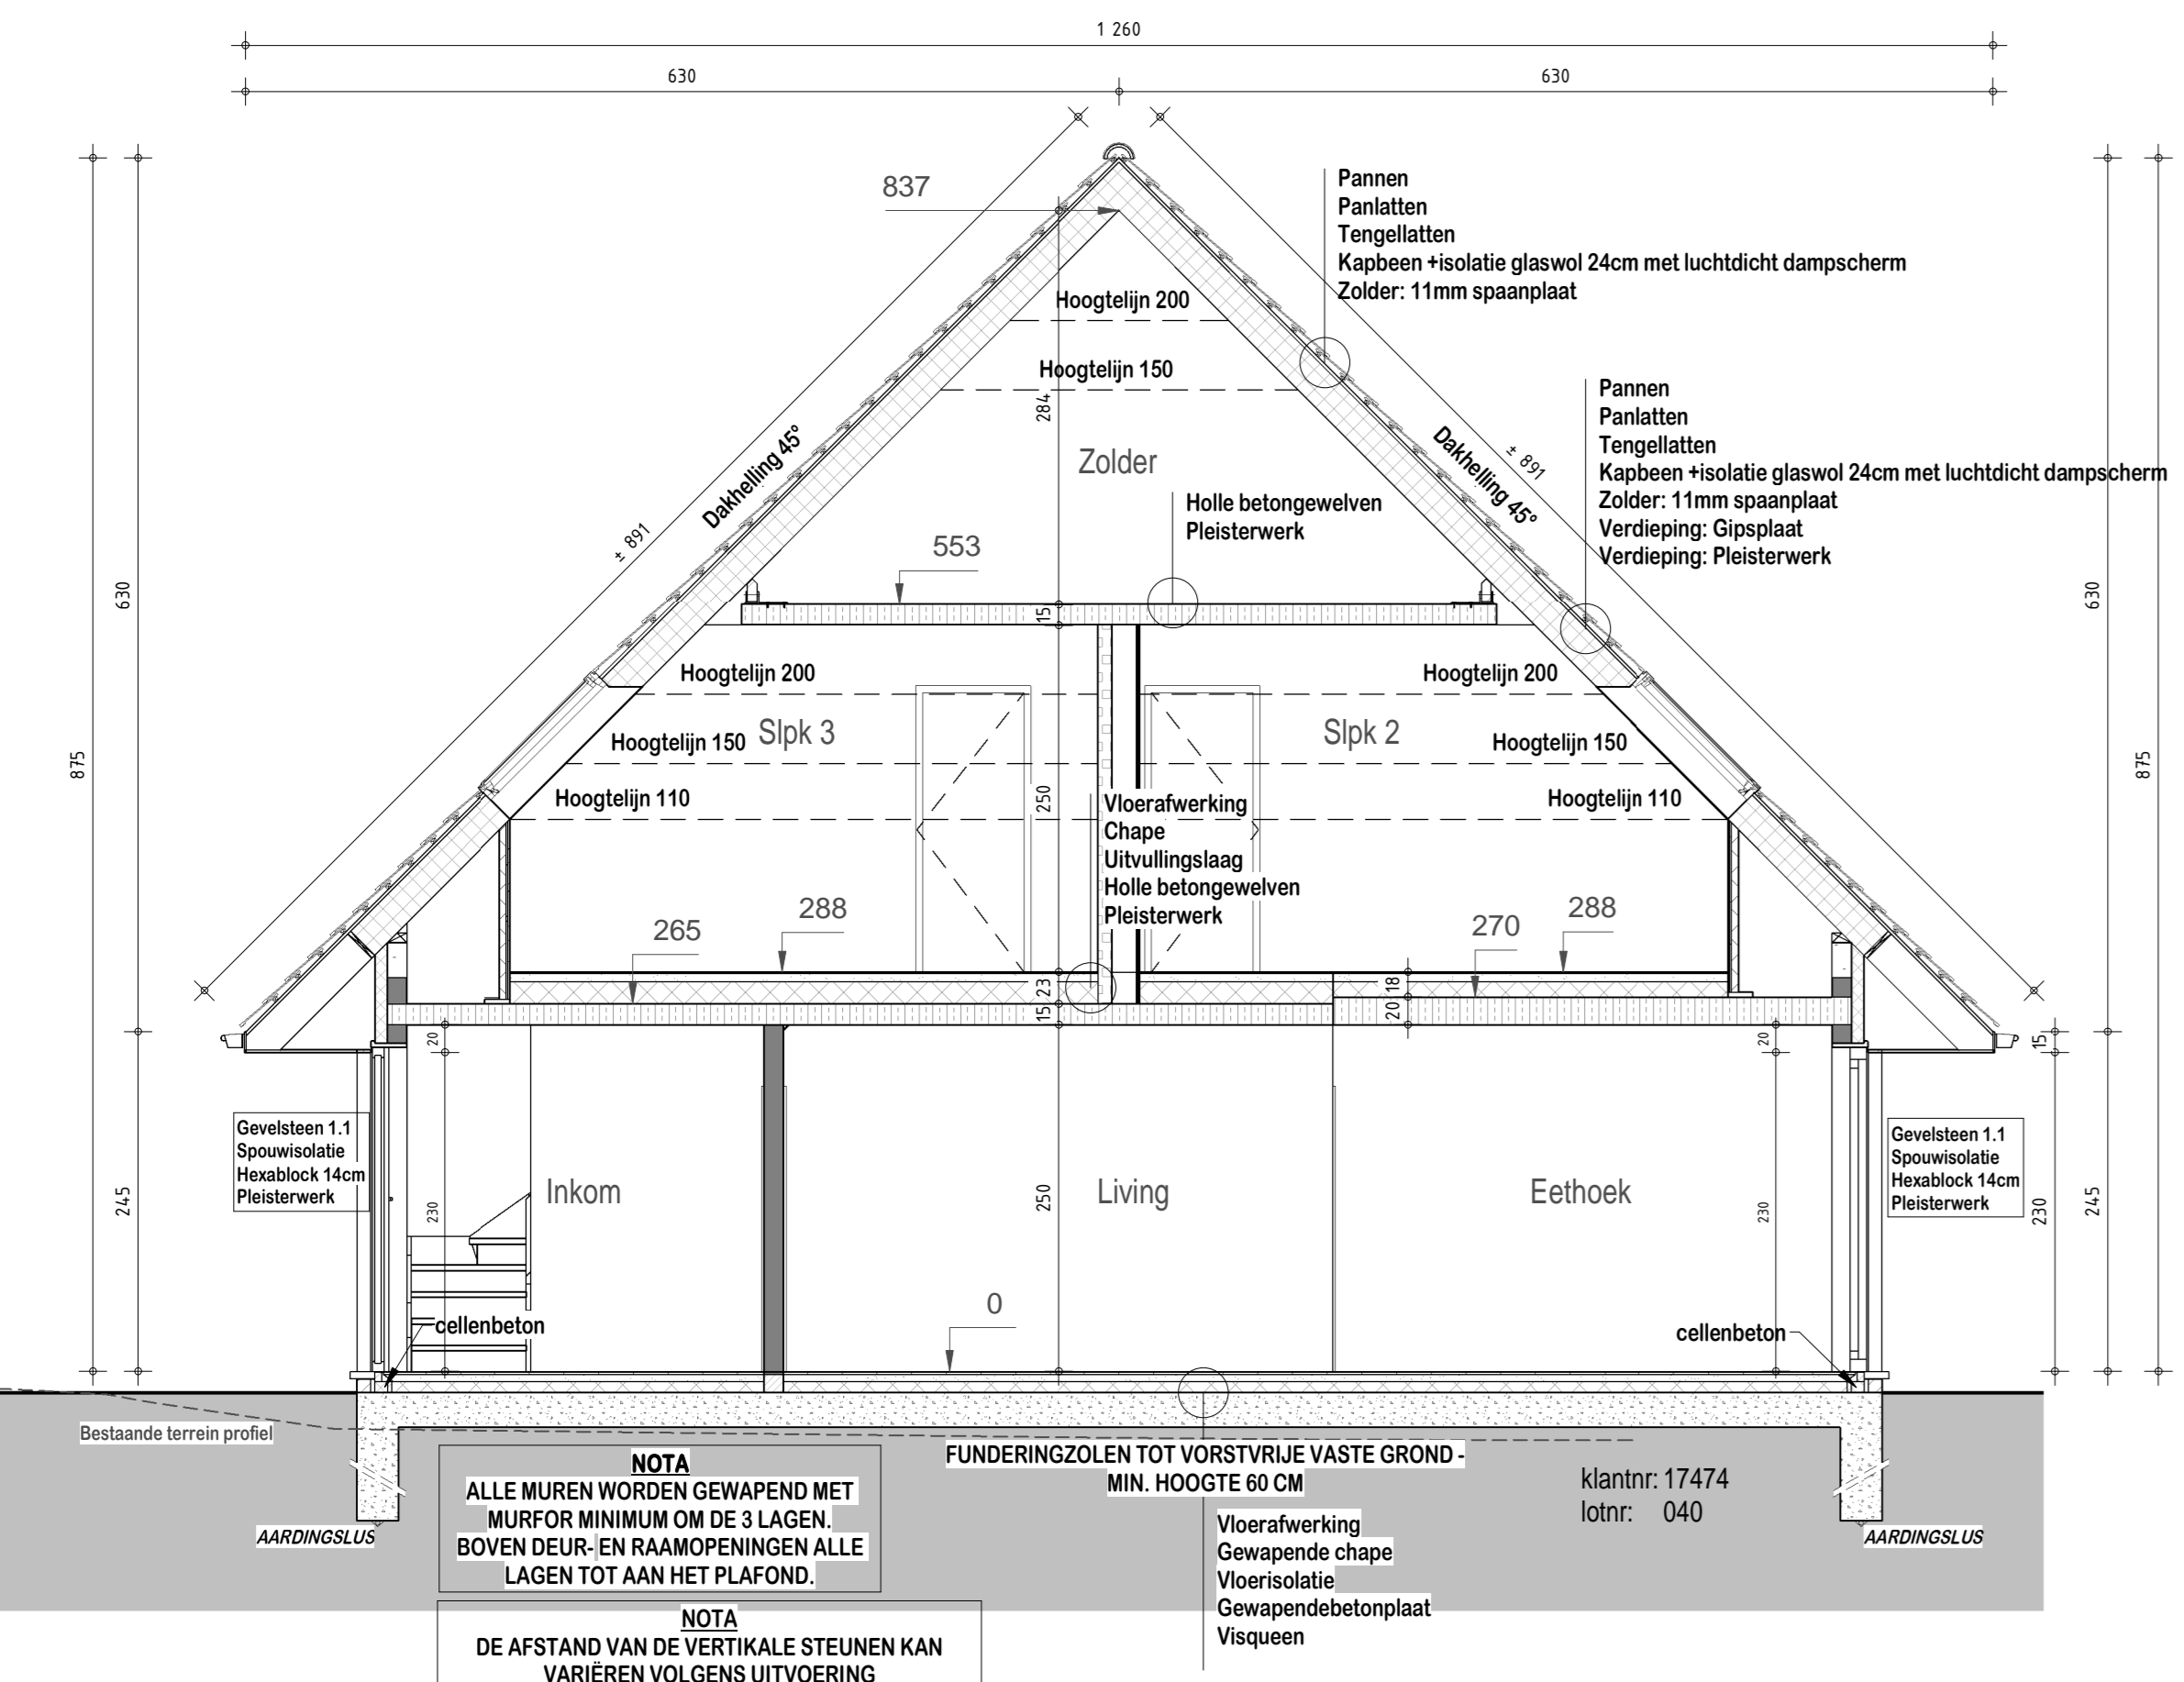 1 260
630
630
837
Pannen
Panlatten
Tengellatten
Kapbeen +isolatie glaswol 24cm met luchtdicht dampscherm
Zolder: 11mm spaanplaat
Hoogtelijn 200
Hoogtelijn 150
284
Zolder
Dakhelling 45°
± 891
Dakhelling 45°
± 891
Pannen
Panlatten
Tengellatten
Kapbeen +isolatie glaswol 24cm met luchtdicht dampscherm
Zolder: 11mm spaanplaat
Verdieping: Gipsplaat
Verdieping: Pleisterwerk
Holle betongewelven
Pleisterwerk
553
15
630
630
875
875
Hoogtelijn 200
Hoogtelijn 200
Slpk 3
Slpk 2
Hoogtelijn 150
Hoogtelijn 150
Hoogtelijn 110
Hoogtelijn 110
250
Vloerafwerking
Chape
Uitvullingslaag
Holle betongewelven
Pleisterwerk
265
288
270
288
23
15
18
20
20
20
15
Gevelsteen 1.1
Spouwisolatie
Hexablock 14cm
Pleisterwerk
Gevelsteen 1.1
Spouwisolatie
Hexablock 14cm
Pleisterwerk
245
230
Inkom
250
Living
Eethoek
230
230
245
0
cellenbeton
cellenbeton
Bestaande terrein profiel
NOTA
ALLE MUREN WORDEN GEWAPEND MET
MURFOR MINIMUM OM DE 3 LAGEN.
BOVEN DEUR- EN RAAMOPENINGEN ALLE
LAGEN TOT AAN HET PLAFOND.
FUNDERINGZOLEN TOT VORSTVRIJE VASTE GROND -
MIN. HOOGTE 60 CM
klantnr: 17474
lotnr: 040
AARDINGSLUS
AARDINGSLUS
Vloerafwerking
Gewapende chape
Vloerisolatie
Gewapendebetonplaat
Visqueen
NOTA
DE AFSTAND VAN DE VERTIKALE STEUNEN KAN
VARIËREN VOLGENS UITVOERING